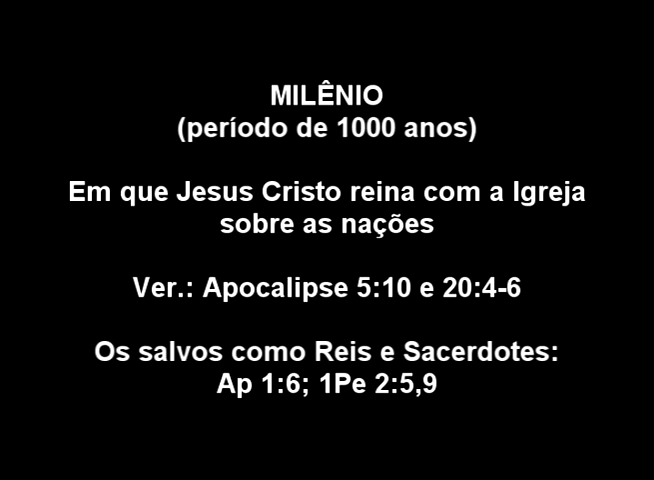 MILÊNIO
(período de 1000 anos)
Em que Jesus Cristo reina com a Igreja
sobre as nações
Ver.: Apocalipse 5:10 e 20:4-6
Os salvos como Reis e Sacerdotes:
Ap 1:6; 1Pe 2:5,9